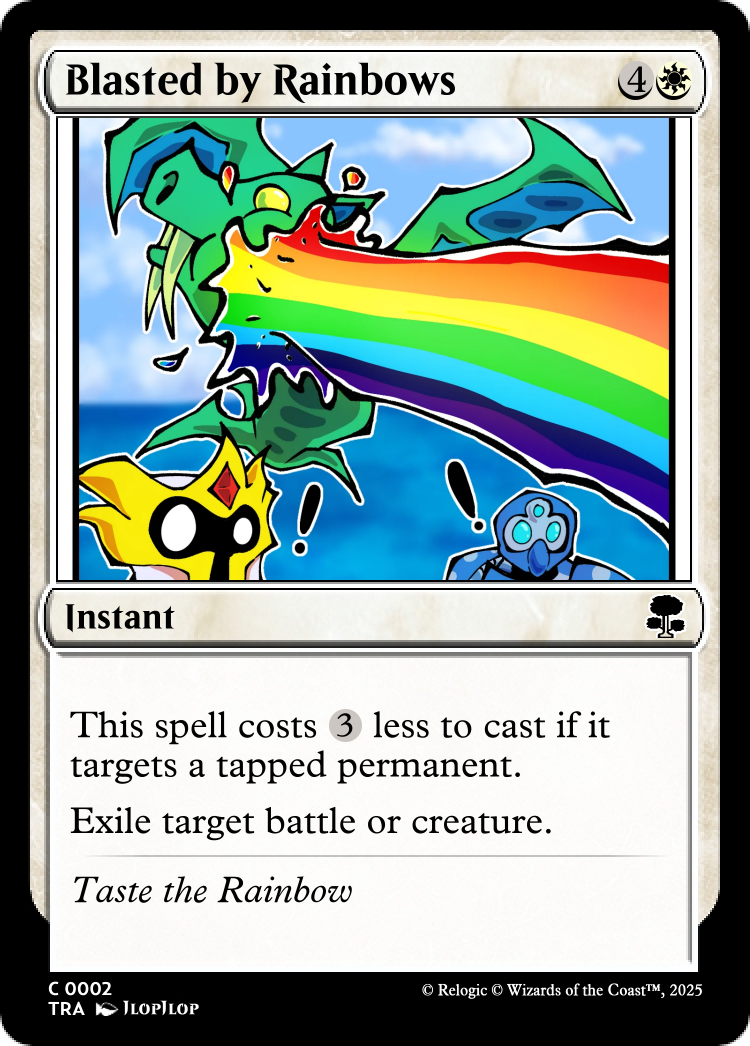 Blasted by Rainbows 4
! !
Instant
This spell costs 3 less to cast if it
targets a tapped permanent.
Exile target battle or creature.
Taste the Rainbow
C 0002
© Relogic © Wizards of the Coast™, 2025
TRA JlopJlop